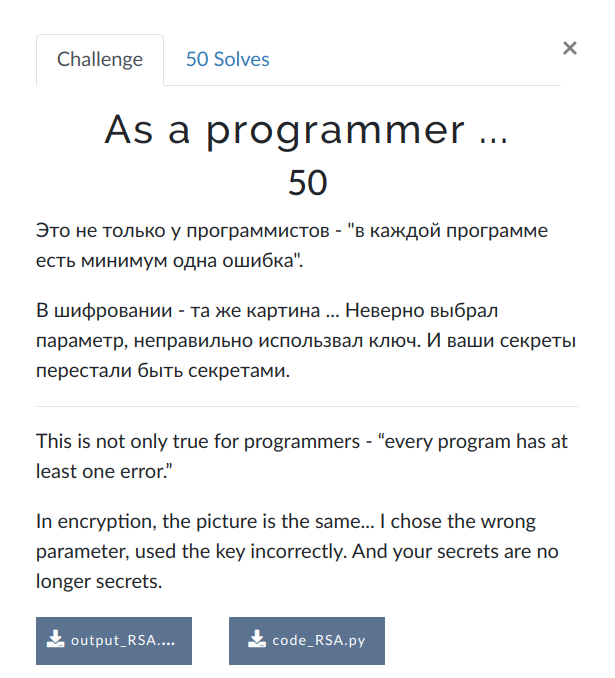 Challenge
50 Solves
×
As a programmer ...
50
Это не только у программистов - "в каждой программе
есть минимум одна ошибка".
В шифровании - та же картина ... Неверно выбрал
параметр, неправильно использвал ключ. И ваши секреты
перестали быть секретами.
This is not only true for programmers - “every program has at
least one error.”
In encryption, the picture is the same... I chose the wrong
parameter, used the key incorrectly. And your secrets are no
longer secrets.
output_RSA....
code_RSA.py